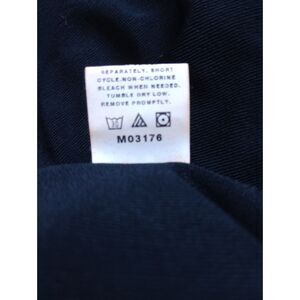 SEPARATELY, SHORT
CYCLE. NON-CHLORINE
BLEACH WHEN NEEDED.
TUMBLE DRY LOW.
REMOVE PROMPTLY.
M03176